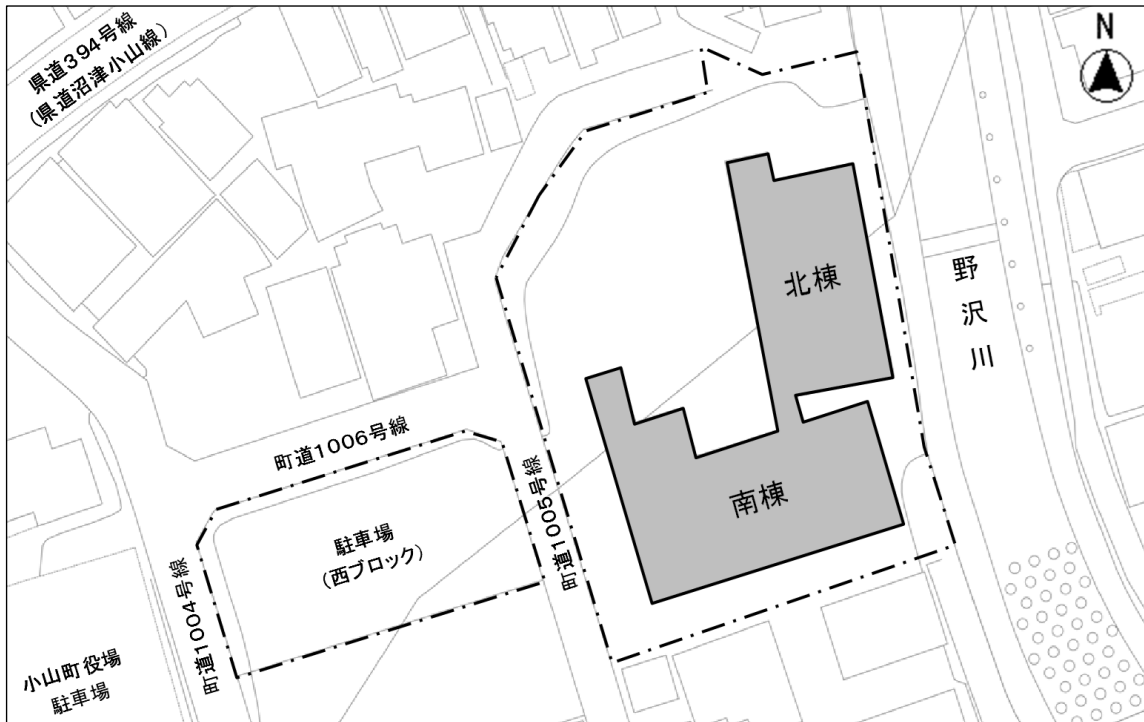 県道394号線
(県道沼津小山線)
N
北棟
野沢川
町道1006号線
南棟
町道1005号線
駐車場
(西ブロック)
町道1004号線
小山町役場
駐車場